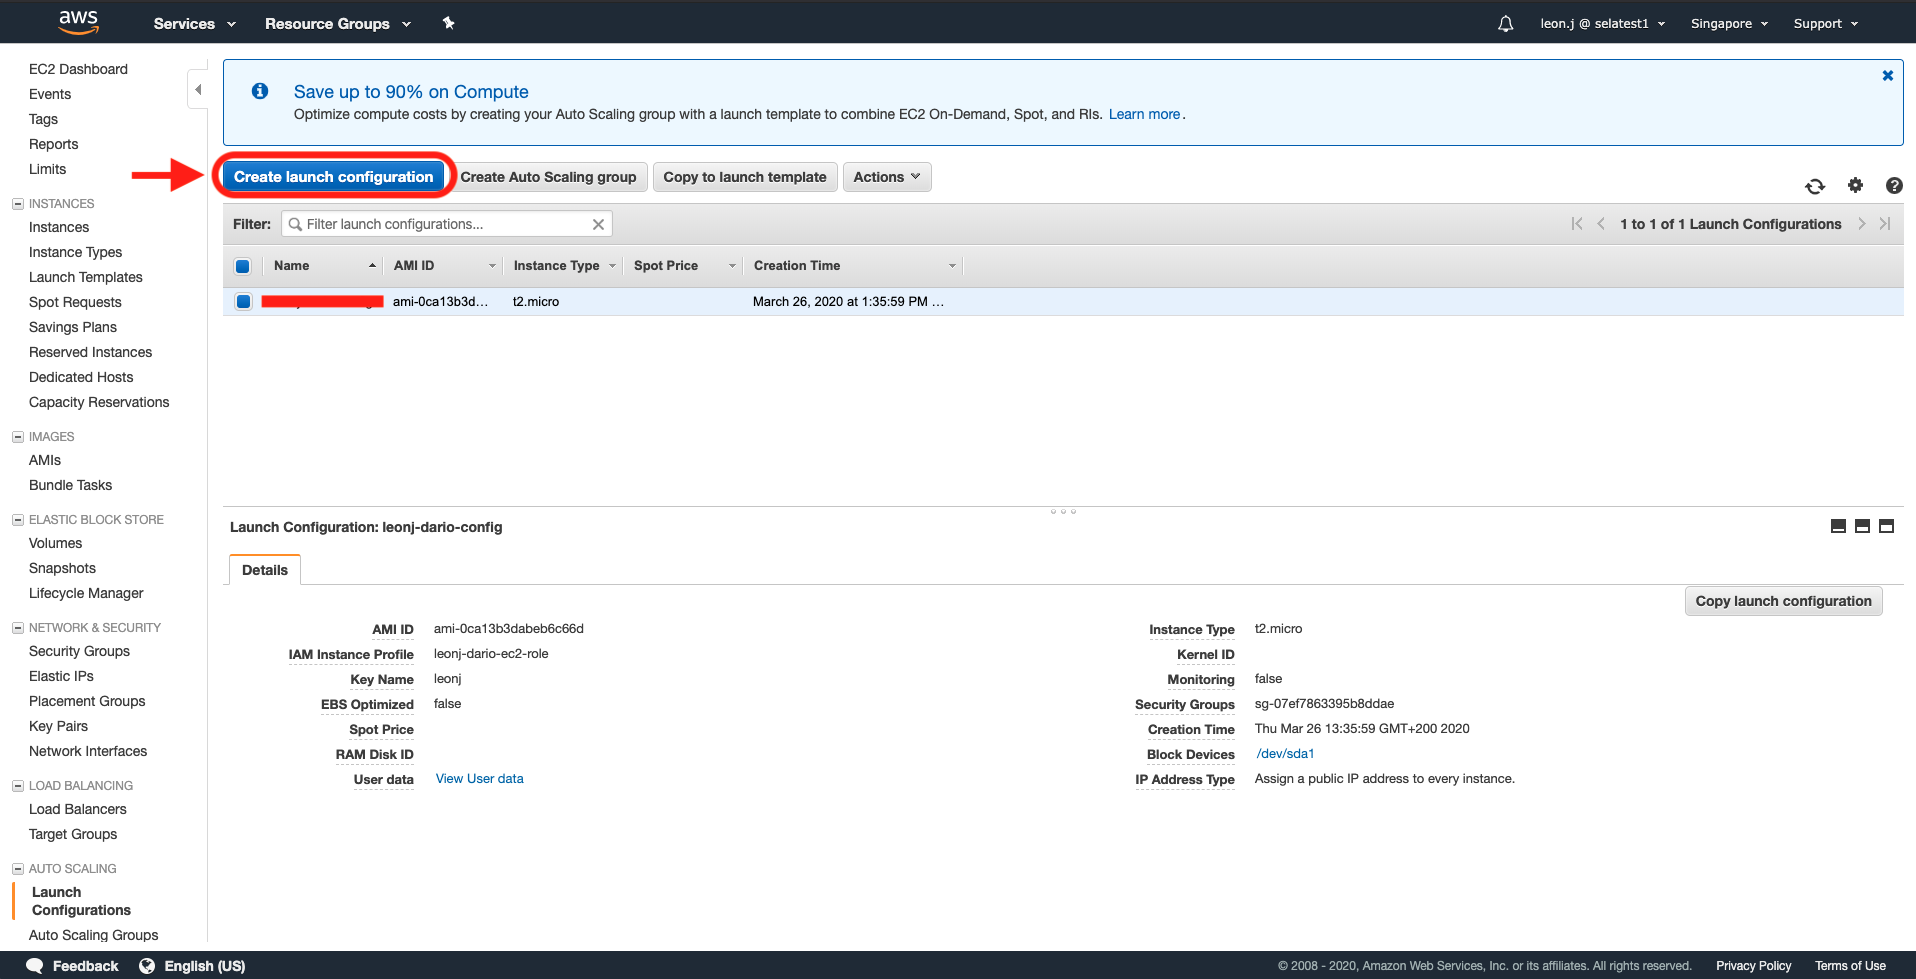 aws Services Resource Groups leon.j @ selatest1 Singapore Support
EC2 Dashboard
Events
Tags
Reports
Limits
INSTANCES
Instances
Instance Types
Launch Templates
Spot Requests
Savings Plans
Reserved Instances
Dedicated Hosts
Capacity Reservations
IMAGES
AMIs
Bundle Tasks
ELASTIC BLOCK STORE
Volumes
Snapshots
Lifecycle Manager
NETWORK & SECURITY
Security Groups
Elastic IPs
Placement Groups
Key Pairs
Network Interfaces
LOAD BALANCING
Load Balancers
Target Groups
AUTO SCALING
Launch
Configurations
Auto Scaling Groups
Save up to 90% on Compute
Optimize compute costs by creating your Auto Scaling group with a launch template to combine EC2 On-Demand, Spot, and RIs. Learn more.
Create launch configuration Create Auto Scaling group Copy to launch template Actions
Filter: Filter launch configurations... 1 to 1 of 1 Launch Configurations
Name AMI ID Instance Type Spot Price Creation Time
ami-0ca13b3d... t2.micro March 26, 2020 at 1:35:59 PM ...
Launch Configuration: leonj-dario-config
Details
Copy launch configuration
AMI ID ami-0ca13b3dabeb6c66d Instance Type t2.micro
IAM Instance Profile leonj-dario-ec2-role Kernel ID
Key Name leonj Monitoring false
EBS Optimized false Security Groups sg-07ef7863395b8ddae
Spot Price Creation Time Thu Mar 26 13:35:59 GMT+200 2020
RAM Disk ID Block Devices /dev/sda1
User data View User data IP Address Type Assign a public IP address to every instance.
Feedback English (US) © 2008 - 2020, Amazon Web Services, Inc. or its affiliates. All rights reserved. Privacy Policy Terms of Use